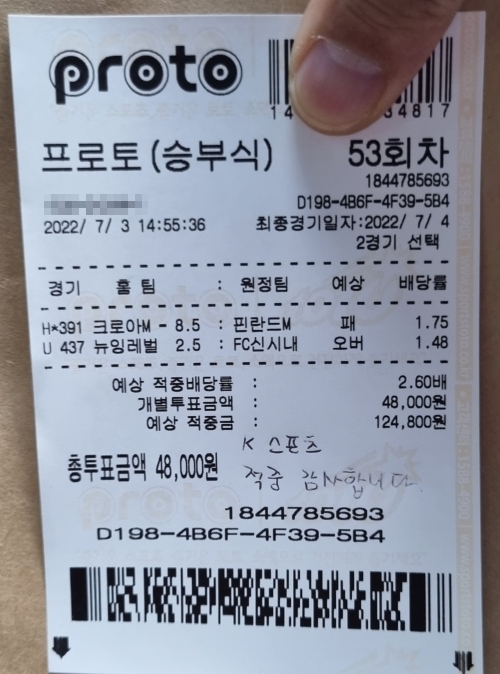 proto
14 34817
프로토(승부식) 53회차
1844785693
D198-4B6F-4F39-5B4
2022/ 7/ 3 14:55:36 최종경기일자:2022/ 7/ 4
2경기 선택
경기 홈 팀 : 원정팀 예상 배당률
H*391 크로아M - 8.5 : 핀란드M 패 1.75
U 437 뉴잉레벌 2.5 : FC신시내 오버 1.48
예상 적중배당률 : 2.60배
개별투표금액 : 48,000원
예상 적중금 : 124,800원
K 스포츠
총투표금액 48,000원 적중 감사합니다.
1844785693
D198-4B6F-4F39-5B4